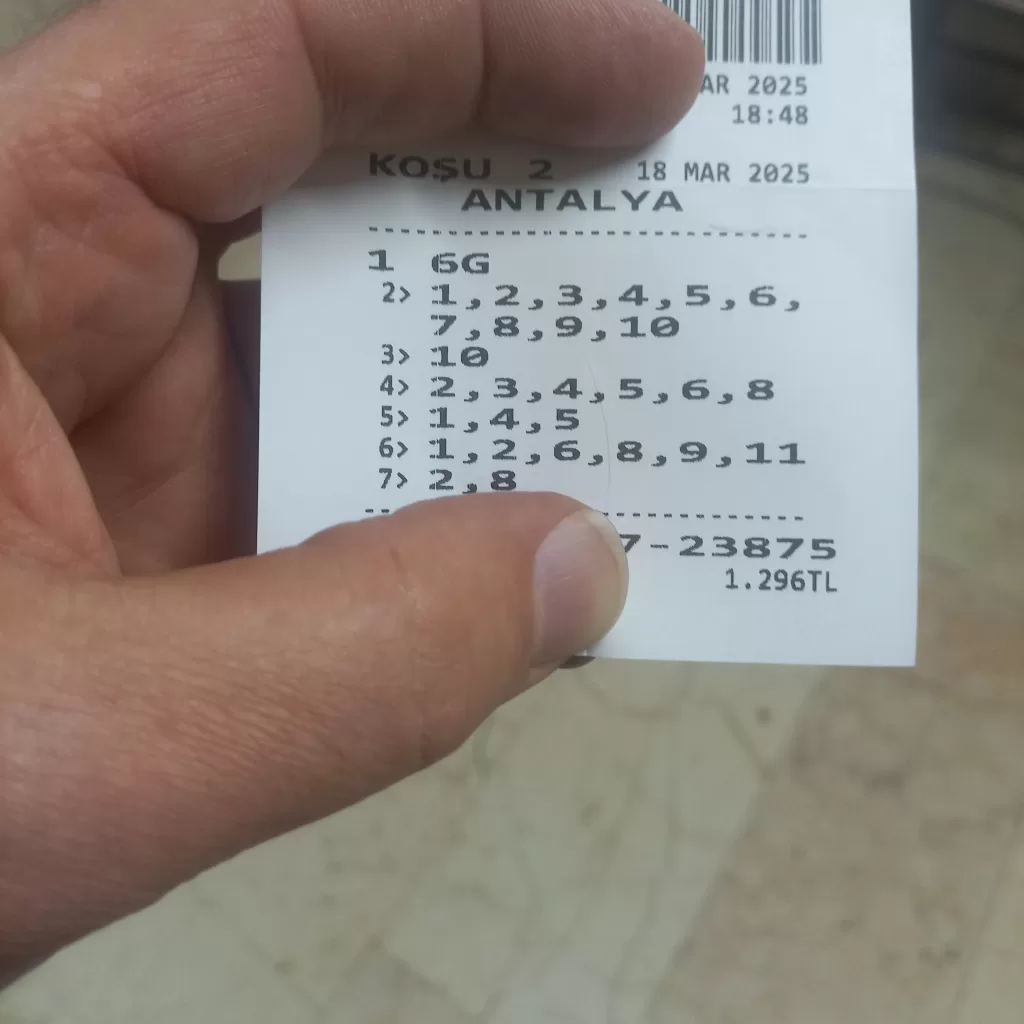 AR 2025
18:48
KOŞU 2 18 MAR 2025
ANTALYA
1 6G
2> 1,2,3,4,5,6,
7,8,9,10
3> 10
4> 2,3,4,5,6,8
5> 1,4,5
6> 1,2,6,8,9,11
7> 2,8
7-23875
1.296TL